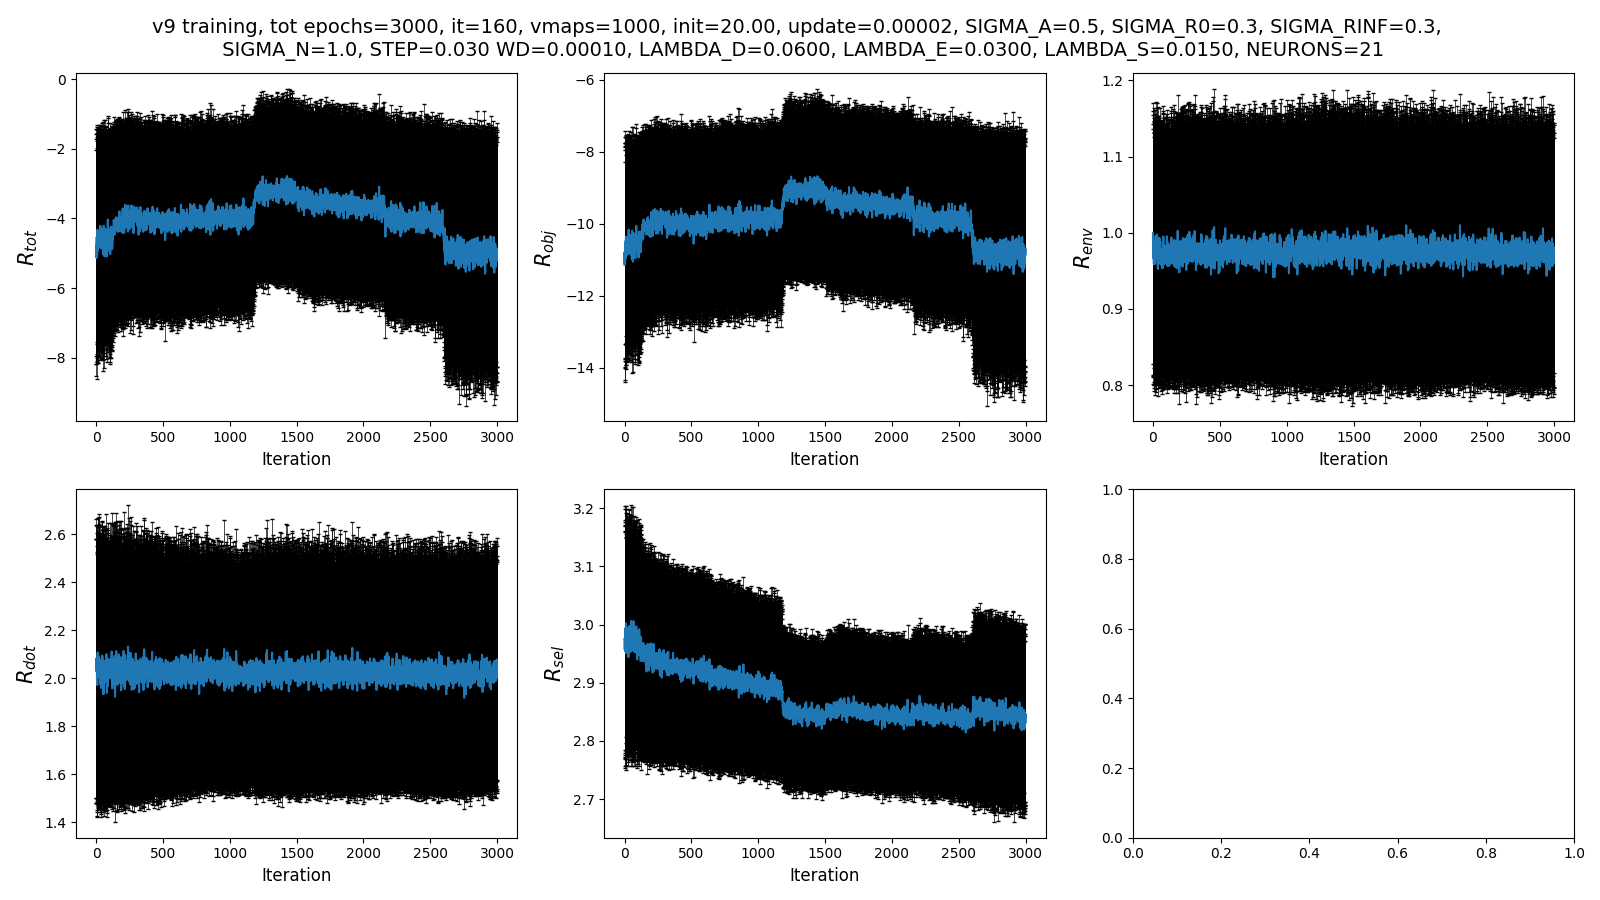 v9 training, tot epochs=3000, it=160, vmaps=1000, init=20.00, update=0.00002, SIGMA_A=0.5, SIGMA_R0=0.3, SIGMA_RINF=0.3,
SIGMA_N=1.0, STEP=0.030 WD=0.00010, LAMBDA_D=0.0600, LAMBDA_E=0.0300, LAMBDA_S=0.0150, NEURONS=21
R_tot
0
−2
−4
−6
−8
0 500 1000 1500 2000 2500 3000
Iteration
R_obj
−6
−8
−10
−12
−14
0 500 1000 1500 2000 2500 3000
Iteration
R_env
1.2
1.1
1.0
0.9
0.8
0 500 1000 1500 2000 2500 3000
Iteration
R_dot
2.6
2.4
2.2
2.0
1.8
1.6
1.4
0 500 1000 1500 2000 2500 3000
Iteration
R_sel
3.2
3.1
3.0
2.9
2.8
2.7
0 500 1000 1500 2000 2500 3000
Iteration
1.0
0.8
0.6
0.4
0.2
0.0
0.0 0.2 0.4 0.6 0.8 1.0